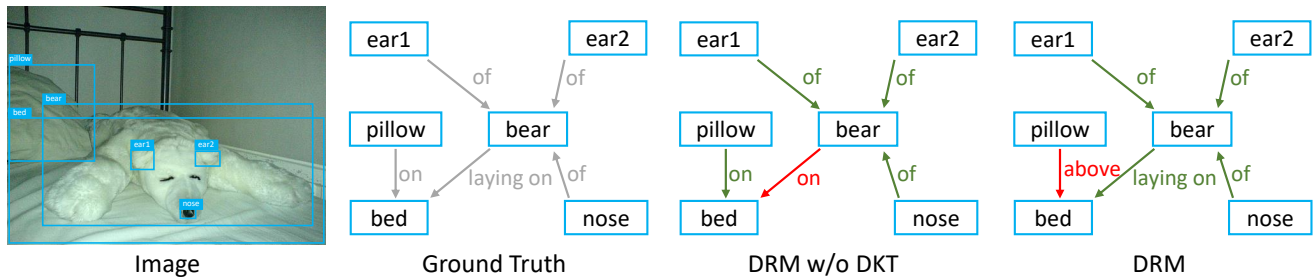 pillow
bear
bed
ear1
ear2
nose
Image
ear1
ear2
of
of
pillow
bear
on
laying on
of
bed
nose
Ground Truth
ear1
ear2
of
of
pillow
bear
on
on
of
bed
nose
DRM w/o DKT
ear1
ear2
of
of
pillow
bear
above
laying on
of
bed
nose
DRM